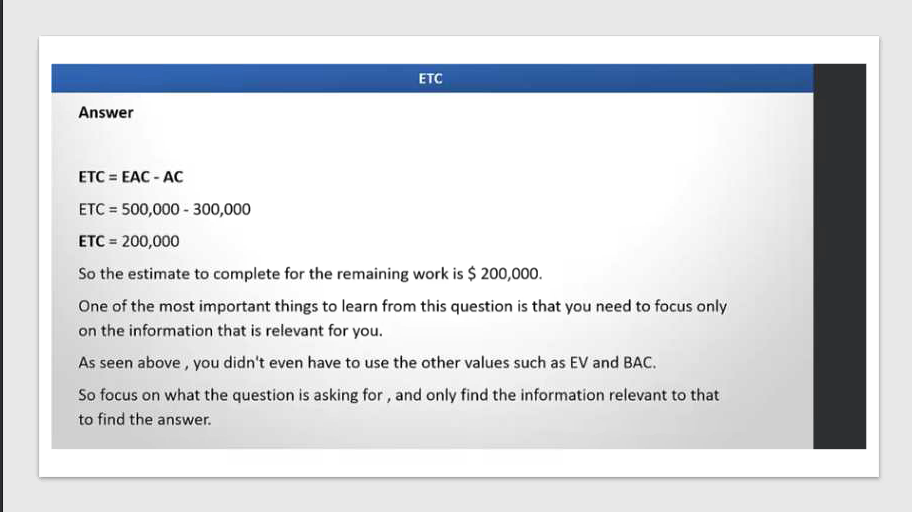 ETC
Answer
ETC = EAC - AC
ETC = 500,000 - 300,000
ETC = 200,000
So the estimate to complete for the remaining work is $ 200,000.
One of the most important things to learn from this question is that you need to focus only
on the information that is relevant for you.
As seen above , you didn't even have to use the other values such as EV and BAC.
So focus on what the question is asking for , and only find the information relevant to that
to find the answer.